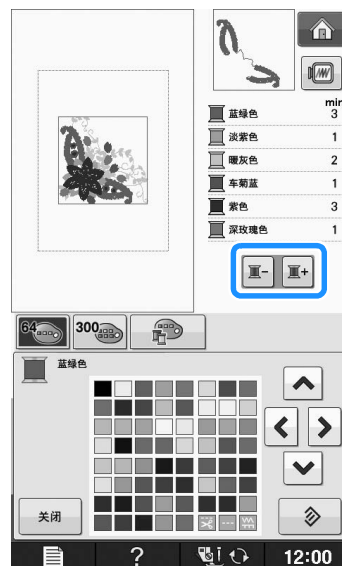 min
蓝绿色 3
淡紫色 1
暖灰色 2
车菊蓝 1
紫色 3
深玫瑰色 1
- +
64 300
蓝绿色
关闭
? 12:00